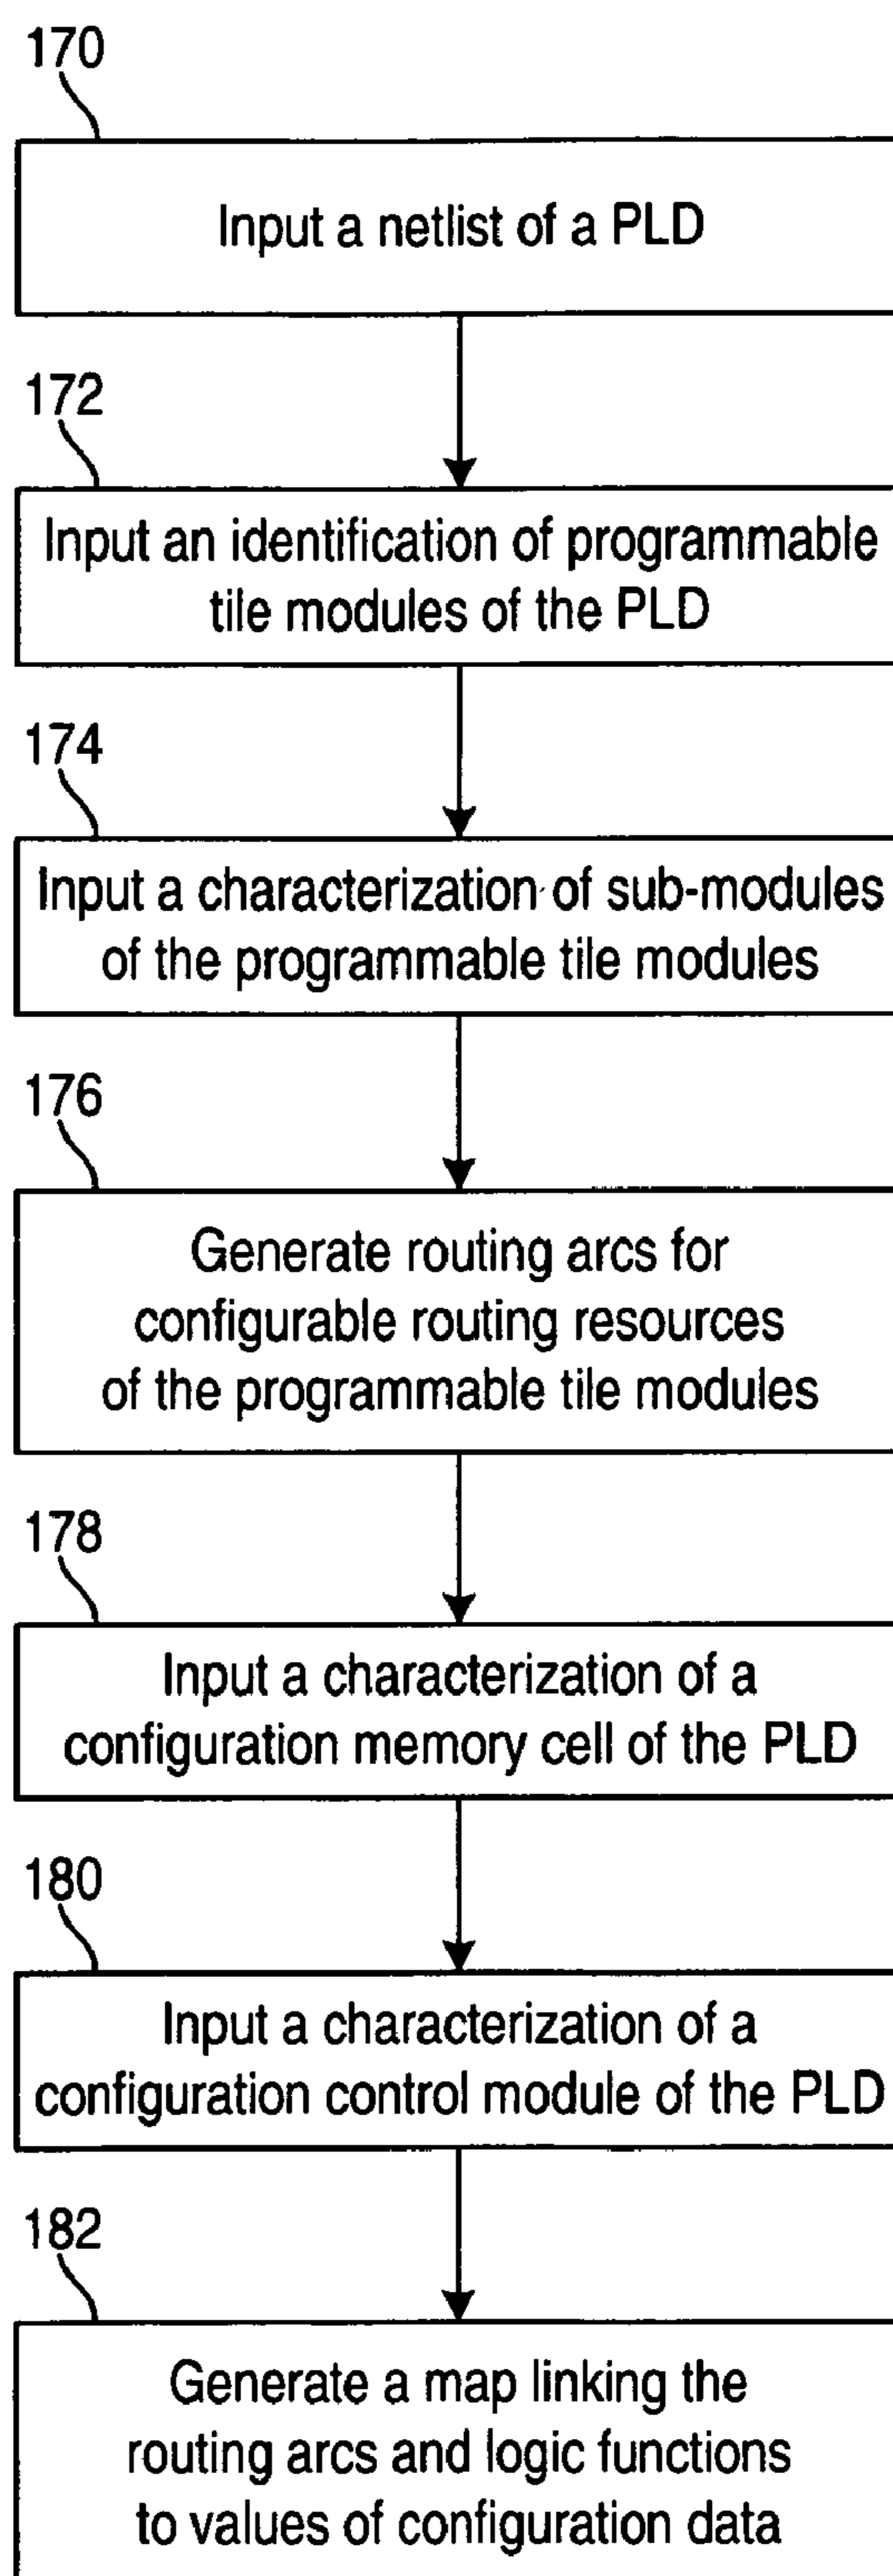 170
Input a netlist of a PLD
172
Input an identification of programmable
tile modules of the PLD
174
Input a characterization of sub-modules
of the programmable tile modules
176
Generate routing arcs for
configurable routing resources
of the programmable tile modules
178
Input a characterization of a
configuration memory cell of the PLD
180
Input a characterization of a
configuration control module of the PLD
182
Generate a map linking the
routing arcs and logic functions
to values of configuration data